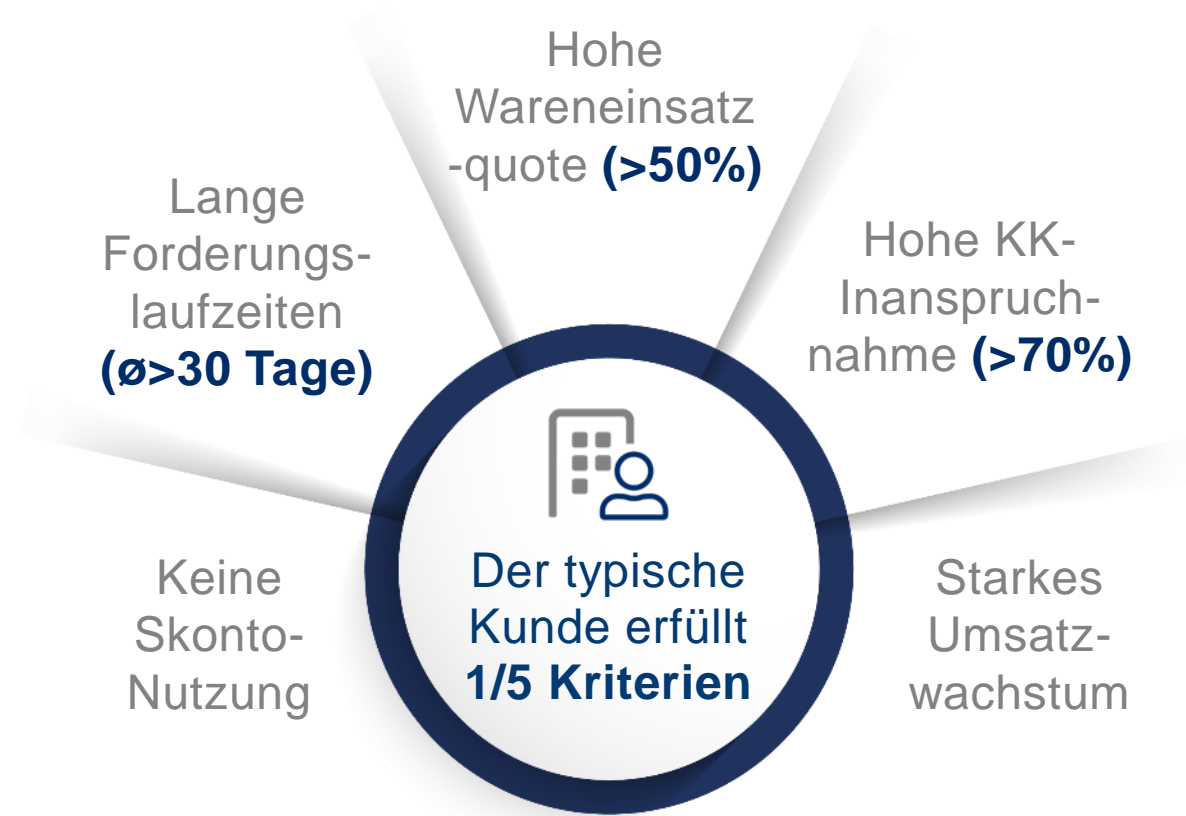 Keine
Skonto-
Nutzung
Lange
Forderungs-
laufzeiten
(ø>30 Tage)
Hohe
Wareneinsatz
-quote (>50%)
Hohe KK-
Inanspruch-
nahme (>70%)
Starkes
Umsatz-
wachstum
Der typische
Kunde erfüllt
1/5 Kriterien